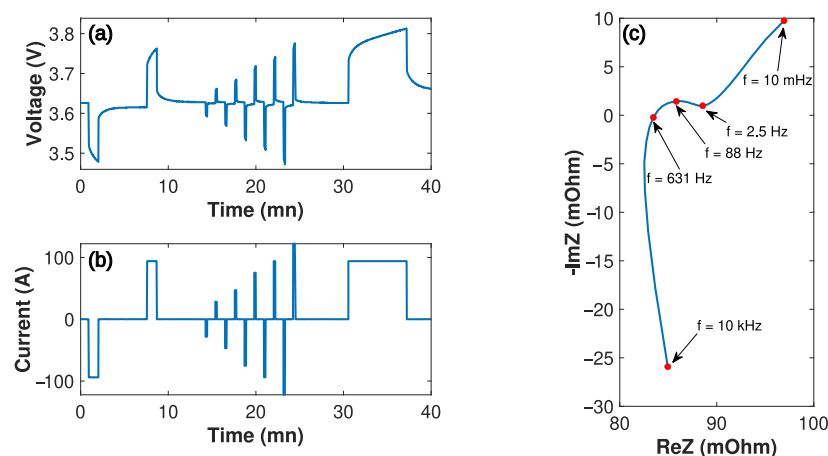 (a)
Voltage (V)
3.8
3.7
3.6
3.5
0 10 20 30 40
Time (mn)
(b)
Current (A)
100
0
−100
0 10 20 30 40
Time (mn)
(c)
-ImZ (mOhm)
10
5
0
−5
−10
−15
−20
−25
−30
f = 10 mHz
f = 2.5 Hz
f = 88 Hz
f = 631 Hz
f = 10 kHz
80 90 100
ReZ (mOhm)